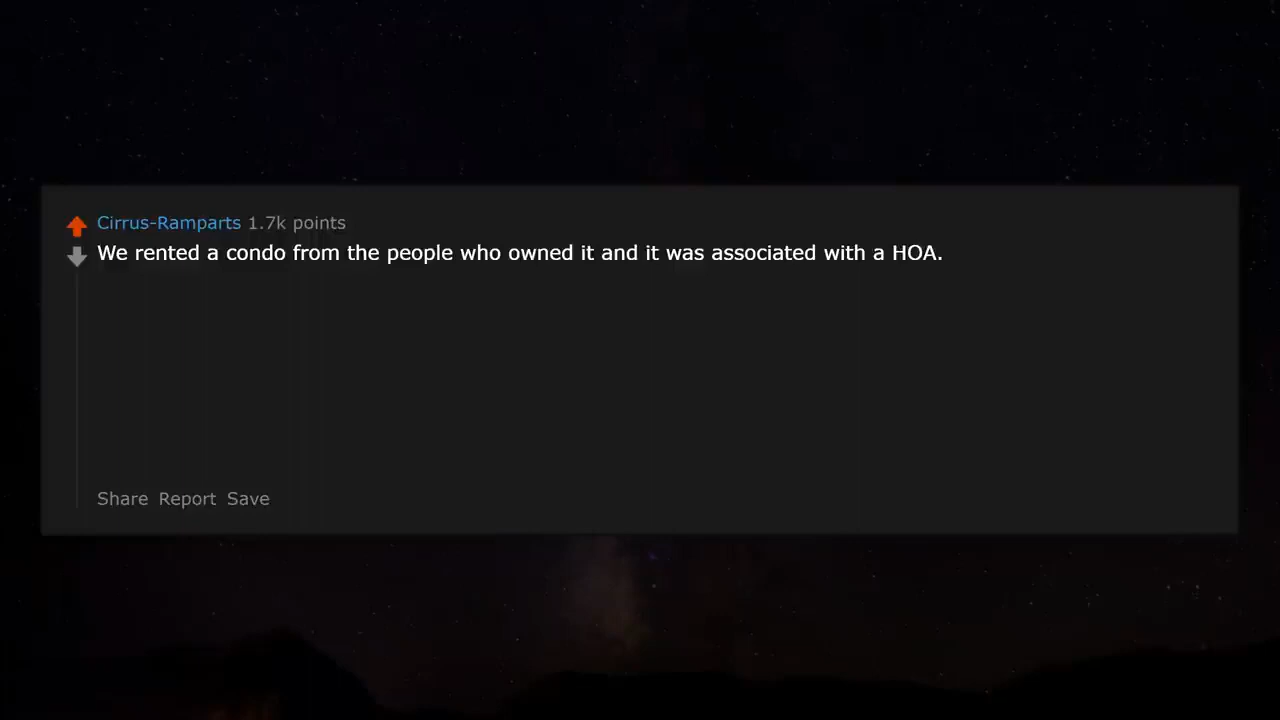 Cirrus-Ramparts 1.7k points
We rented a condo from the people who owned it and it was associated with a HOA.
Share Report Save